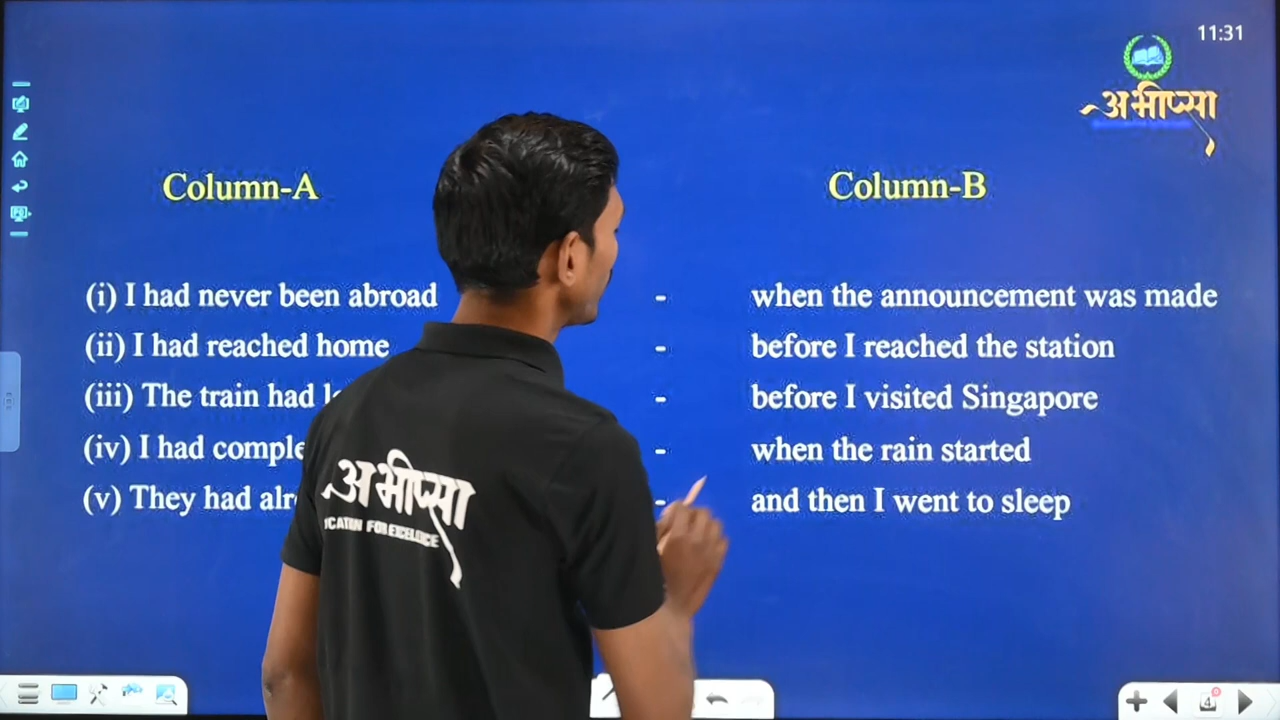 11:31
अभीप्सा
Column-A
Column-B
(i) I had never been abroad - when the announcement was made
(ii) I had reached home - before I reached the station
(iii) The train had - before I visited Singapore
(iv) I had - when the rain started
(v) They had - and then I went to sleep
अभीप्सा
4